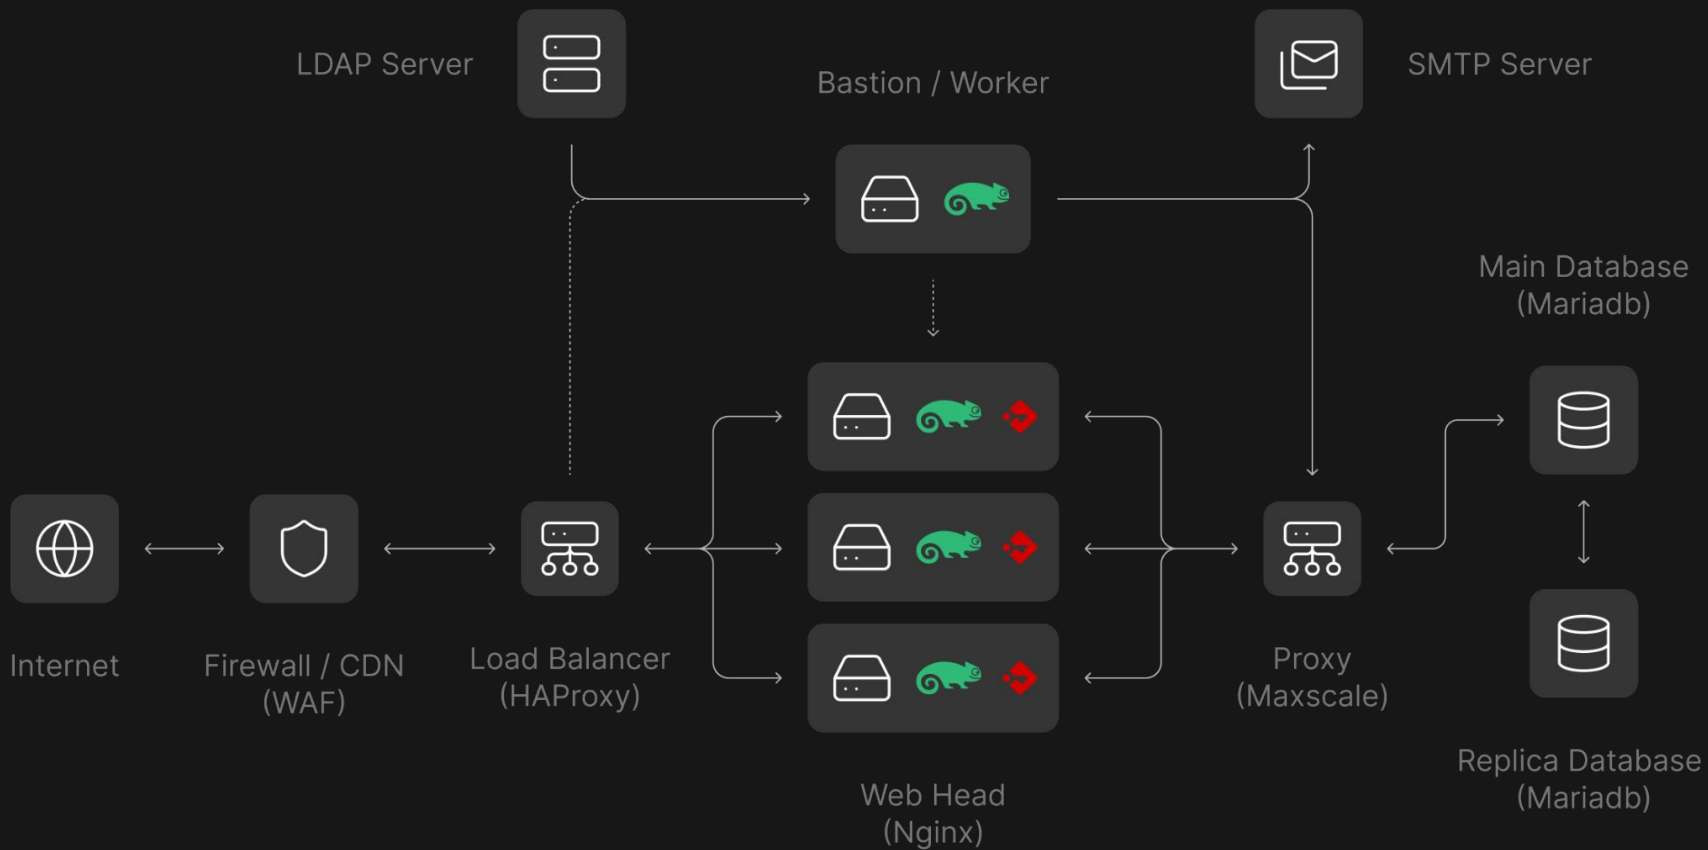 LDAP Server
Bastion / Worker
SMTP Server
Main Database
(Mariadb)
Internet
Firewall / CDN
(WAF)
Load Balancer
(HAProxy)
Proxy
(Maxscale)
Replica Database
(Mariadb)
Web Head
(Nginx)